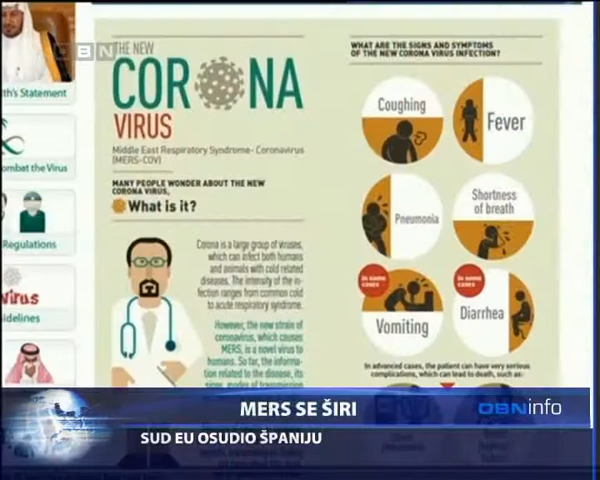 OBN
THE NEW
CORONA
VIRUS
Middle East Respiratory Syndrome- Coronavirus
(MERS-COV)
MANY PEOPLE WONDER ABOUT THE NEW
CORONA VIRUS,
What is it?
Corona is a large group of viruses,
which can infect both humans
and animals with cold related
diseases. The intensity of the in-
fection ranges from common cold
to acute respiratory syndrome.
However, the new strain of
coronavirus, which causes
MERS, is a novel virus to
humans. So far, the informa-
tion related to the disease, its
signs, modes of transmission
WHAT ARE THE SIGNS AND SYMPTOMS
OF THE NEW CORONA VIRUS INFECTION?
Coughing
Fever
Pneumonia
Shortness
of breath
In some
cases
Vomiting
In some
cases
Diarrhea
In advanced cases, the patient can have very serious
complications, which can lead to death, such as:
th's Statement
ombat the Virus
Regulations
Virus
idelines
MERS SE ŠIRI
OBNinfo
SUD EU OSUDIO ŠPANIJU